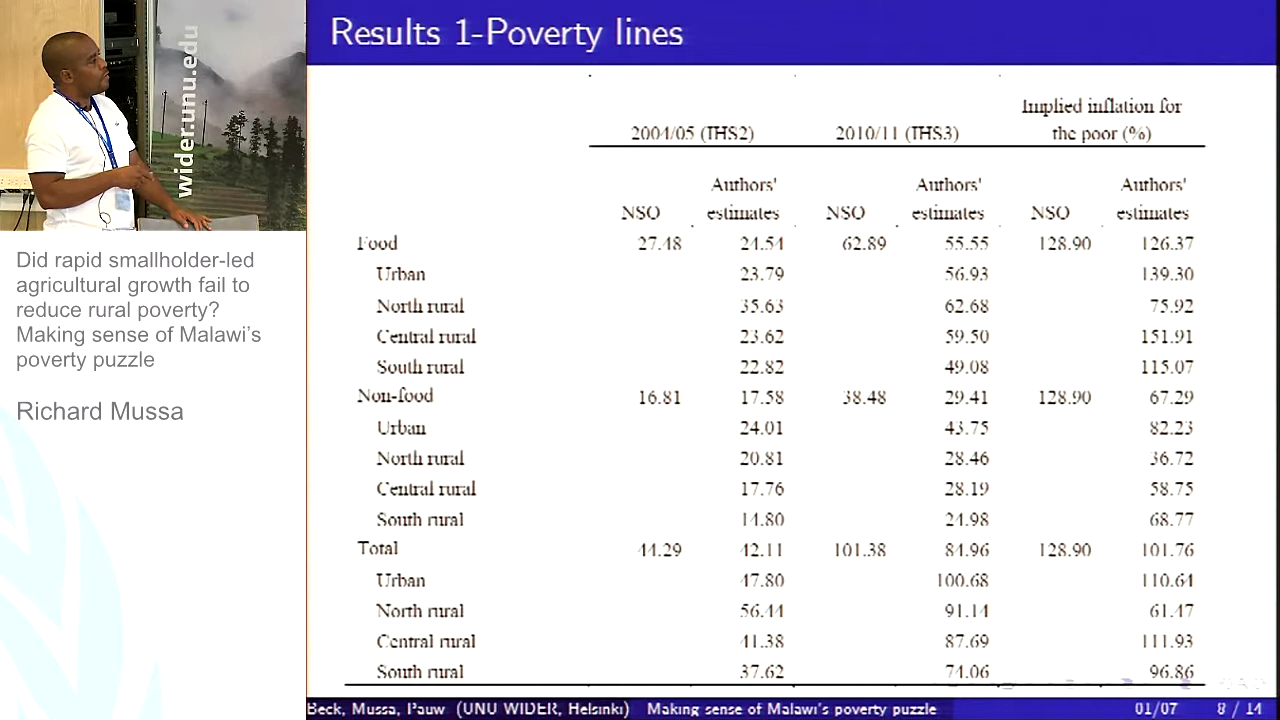 wider.unu.edu
Did rapid smallholder-led
agricultural growth fail to
reduce rural poverty?
Making sense of Malawi's
poverty puzzle
Richard Mussa
Results 1-Poverty lines
2004/05 (IHS2) 2010/11 (IHS3) Implied inflation for the poor (%)
NSO Authors' estimates NSO Authors' estimates NSO Authors' estimates
Food 27.48 24.54 62.89 55.55 128.90 126.37
Urban 23.79 56.93 139.30
North rural 35.63 62.68 75.92
Central rural 23.62 59.50 151.91
South rural 22.82 49.08 115.07
Non-food 16.81 17.58 38.48 29.41 128.90 67.29
Urban 24.01 43.75 82.23
North rural 20.81 28.46 36.72
Central rural 17.76 28.19 58.75
South rural 14.80 24.98 68.77
Total 44.29 42.11 101.38 84.96 128.90 101.76
Urban 47.80 100.68 110.64
North rural 56.44 91.14 61.47
Central rural 41.38 87.69 111.93
South rural 37.62 74.06 96.86
Beck, Mussa, Pauw (UNU WIDER, Helsinki) Making sense of Malawi's poverty puzzle 01/07 8 / 14